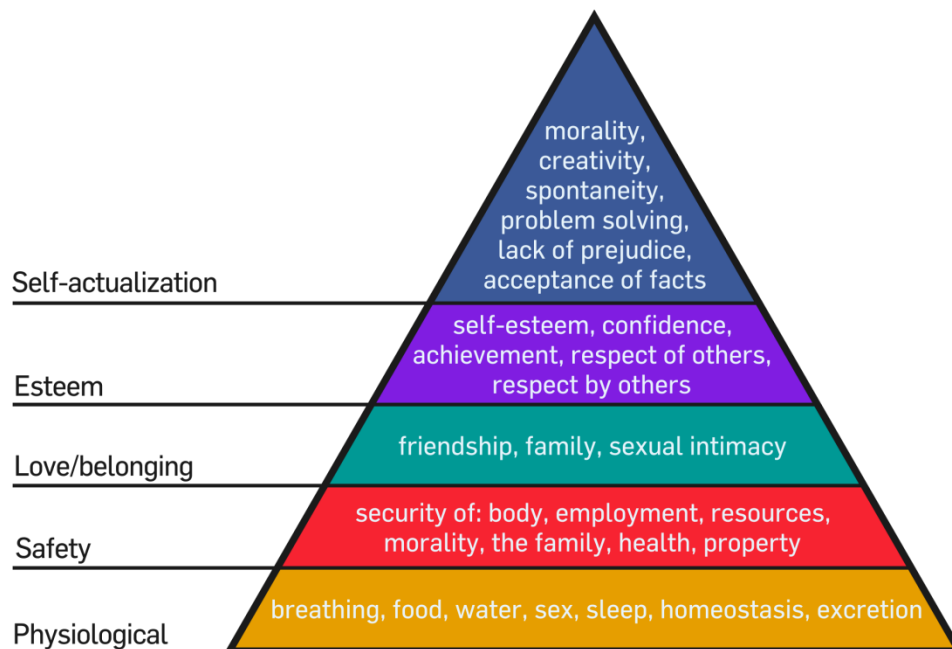 morality,
creativity,
spontaneity,
problem solving,
lack of prejudice,
acceptance of facts
Self-actualization
self-esteem, confidence,
achievement, respect of others,
respect by others
Esteem
friendship, family, sexual intimacy
Love/belonging
security of: body, employment, resources,
morality, the family, health, property
Safety
breathing, food, water, sex, sleep, homeostasis, excretion
Physiological